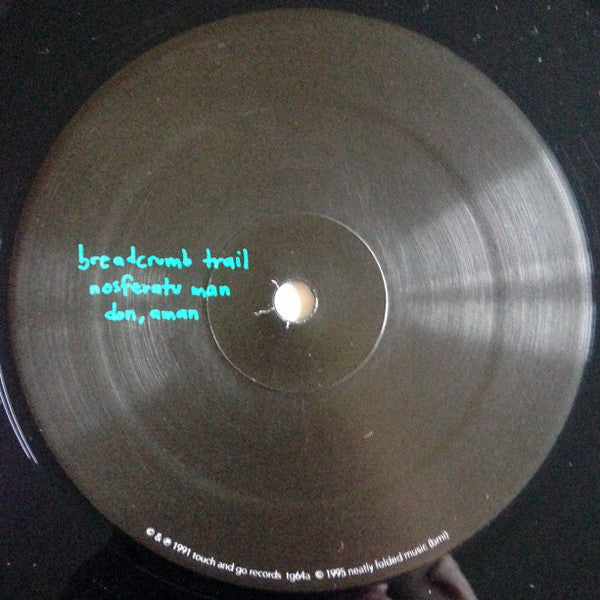 breadcrumb trail
nosferatu man
don, aman
© & ℗ 1991 touch and go records tg64a © 1995 neatly folded music (bmi)